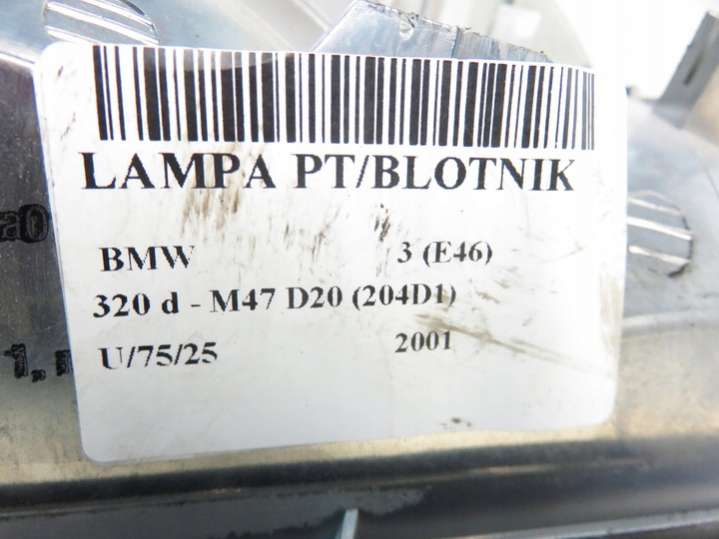 LAMPA PT/BLOTNIK
BMW 3 (E46)
320 d - M47 D20 (204D1)
U/75/25 2001